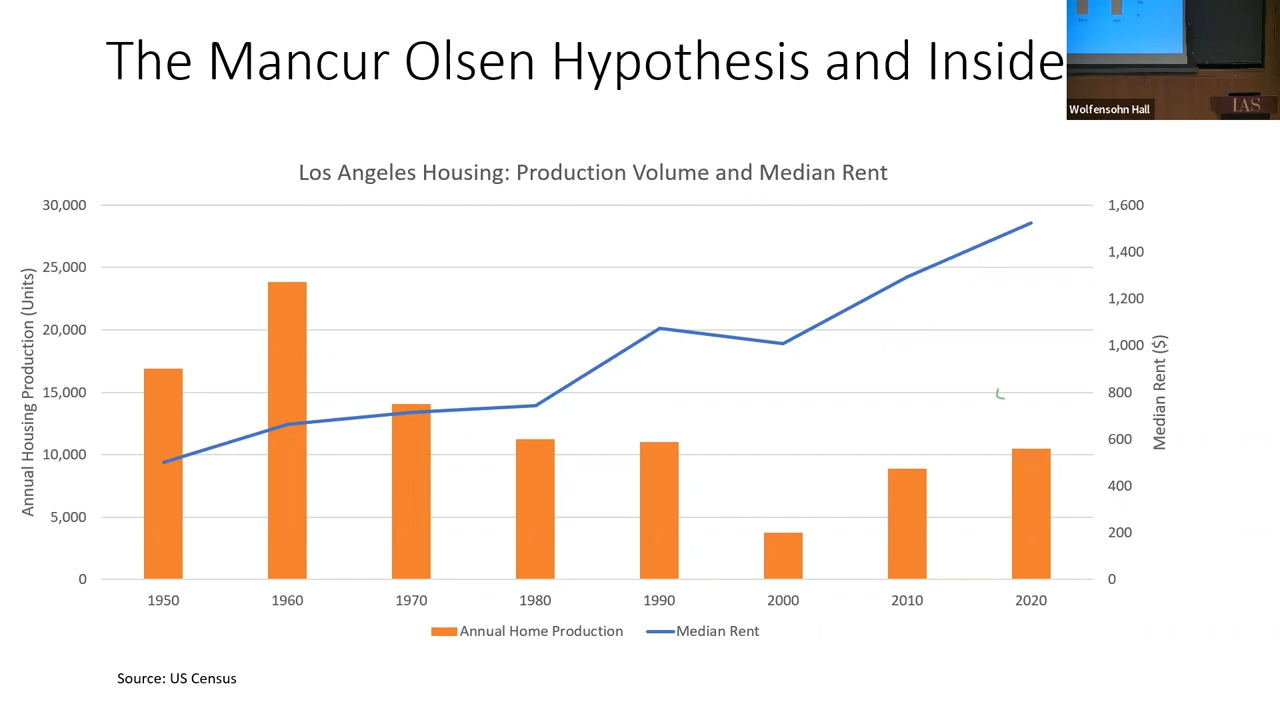 The Mancur Olsen Hypothesis and Inside
Wolfensohn Hall
IAS
Los Angeles Housing: Production Volume and Median Rent
Annual Housing Production (Units)
30,000
25,000
20,000
15,000
10,000
5,000
0
1,600
1,400
1,200
1,000
800
600
400
200
0
Median Rent ($)
1950 1960 1970 1980 1990 2000 2010 2020
Annual Home Production Median Rent
Source: US Census